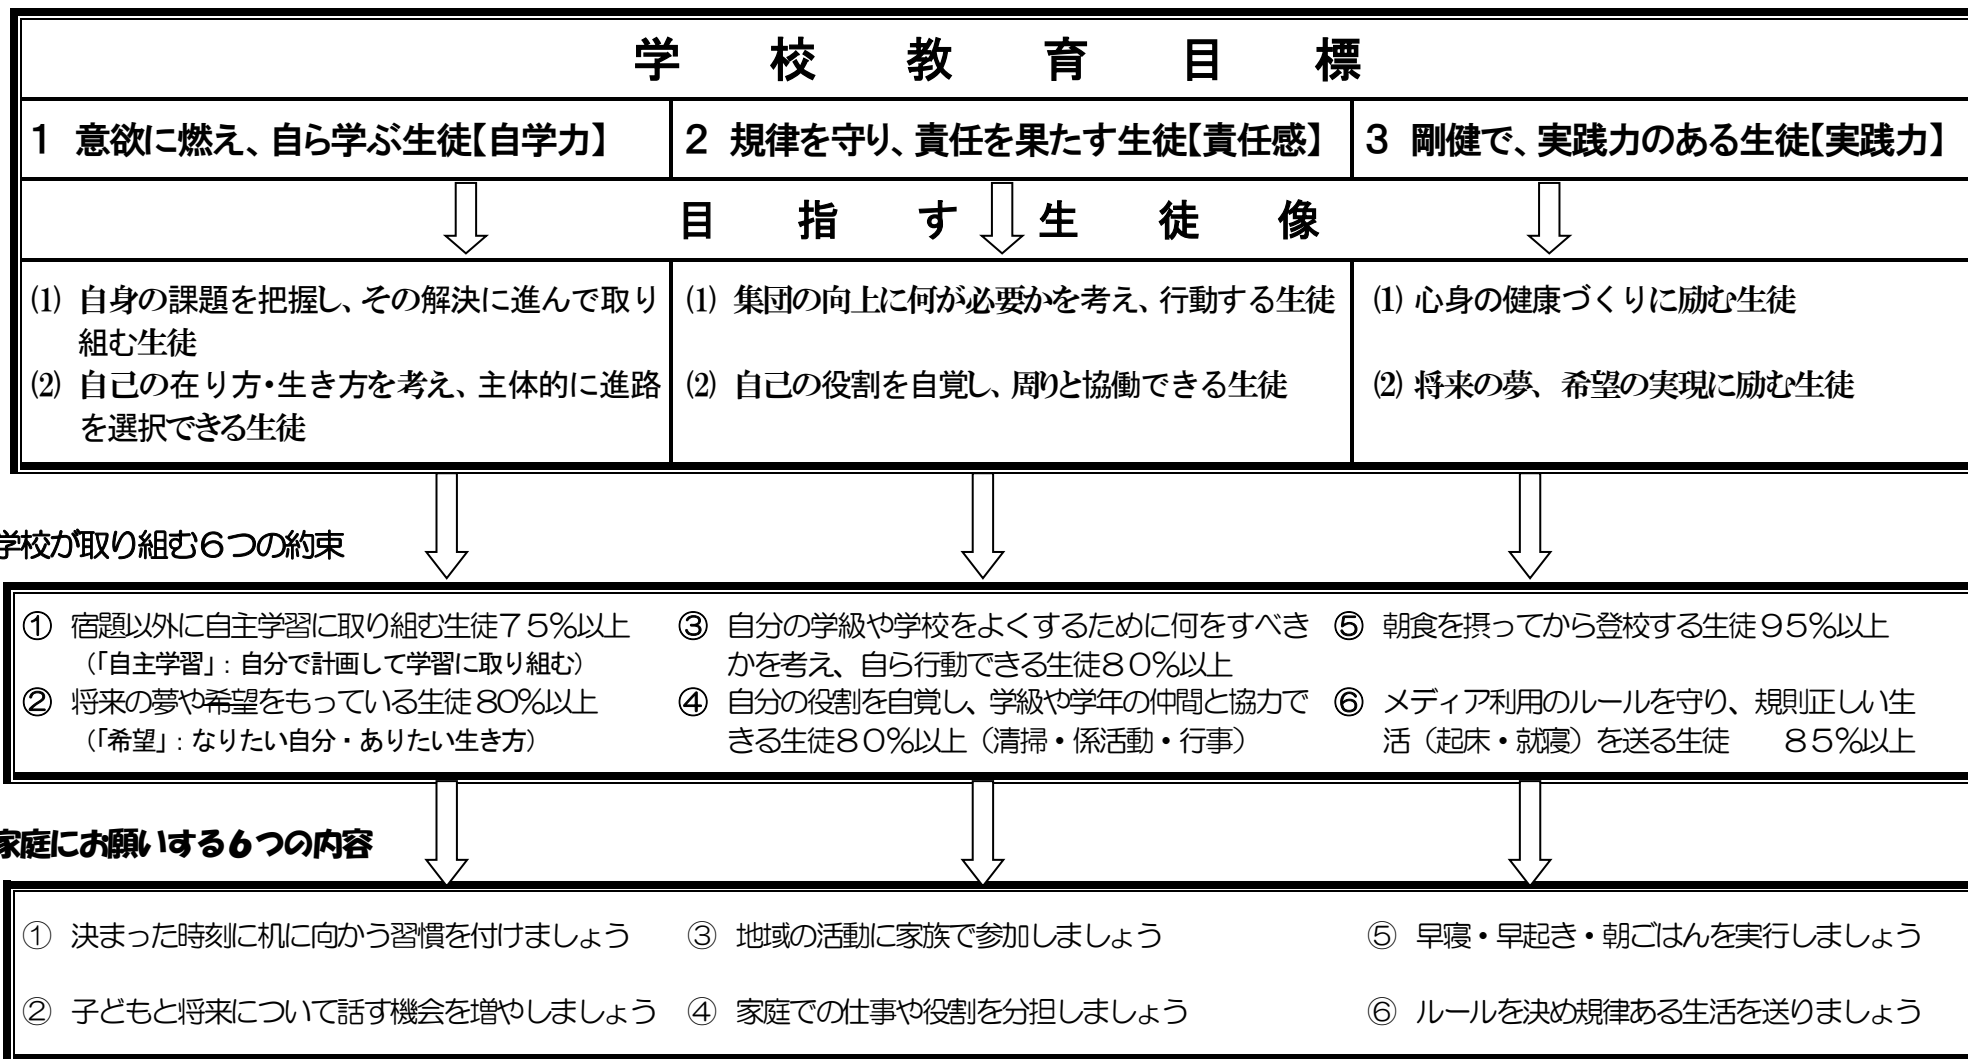 学校教育目標
1 意欲に燃え、自ら学ぶ生徒【自学力】
2 規律を守り、責任を果たす生徒【責任感】
3 剛健で、実践力のある生徒【実践力】
目指す生徒像
⑴ 自身の課題を把握し、その解決に進んで取り
組む生徒
⑵ 自己の在り方・生き方を考え、主体的に進路
を選択できる生徒
⑴ 集団の向上に何が必要かを考え、行動する生徒
⑵ 自己の役割を自覚し、周りと協働できる生徒
⑴ 心身の健康づくりに励む生徒
⑵ 将来の夢、希望の実現に励む生徒
学校が取り組む6つの約束
① 宿題以外に自主学習に取り組む生徒75%以上
(「自主学習」:自分で計画して学習に取り組む)
② 将来の夢や希望をもっている生徒80%以上
(「希望」:なりたい自分・ありたい生き方)
③ 自分の学級や学校をよくするために何をすべき
かを考え、自ら行動できる生徒80%以上
④ 自分の役割を自覚し、学級や学年の仲間と協力で
きる生徒80%以上(清掃・係活動・行事)
⑤ 朝食を摂ってから登校する生徒95%以上
⑥ メディア利用のルールを守り、規則正しい生
活(起床・就寝)を送る生徒 85%以上
家庭にお願いする6つの内容
① 決まった時刻に机に向かう習慣を付けましょう
② 子どもと将来について話す機会を増やしましょう
③ 地域の活動に家族で参加しましょう
④ 家庭での仕事や役割を分担しましょう
⑤ 早寝・早起き・朝ごはんを実行しましょう
⑥ ルールを決め規律ある生活を送りましょう